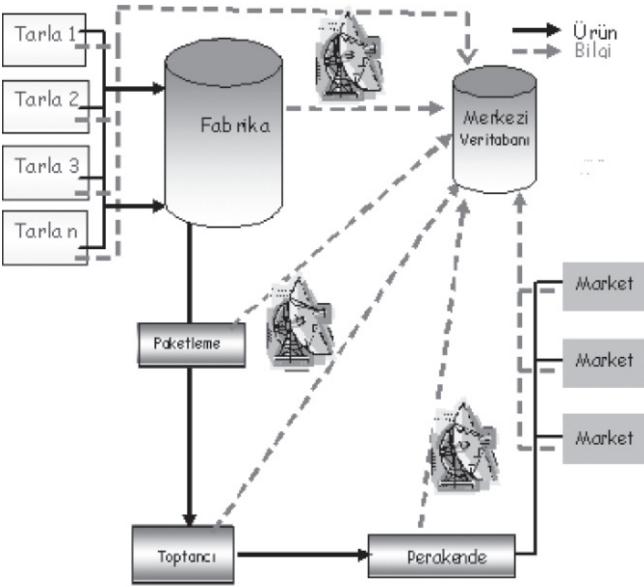 Tarla 1
Tarla 2
Tarla 3
Tarla n
Fabrika
Ürün
Bilgi
Merkezi
Veritabanı
Paketleme
Market
Market
Market
Toptancı
Perakende